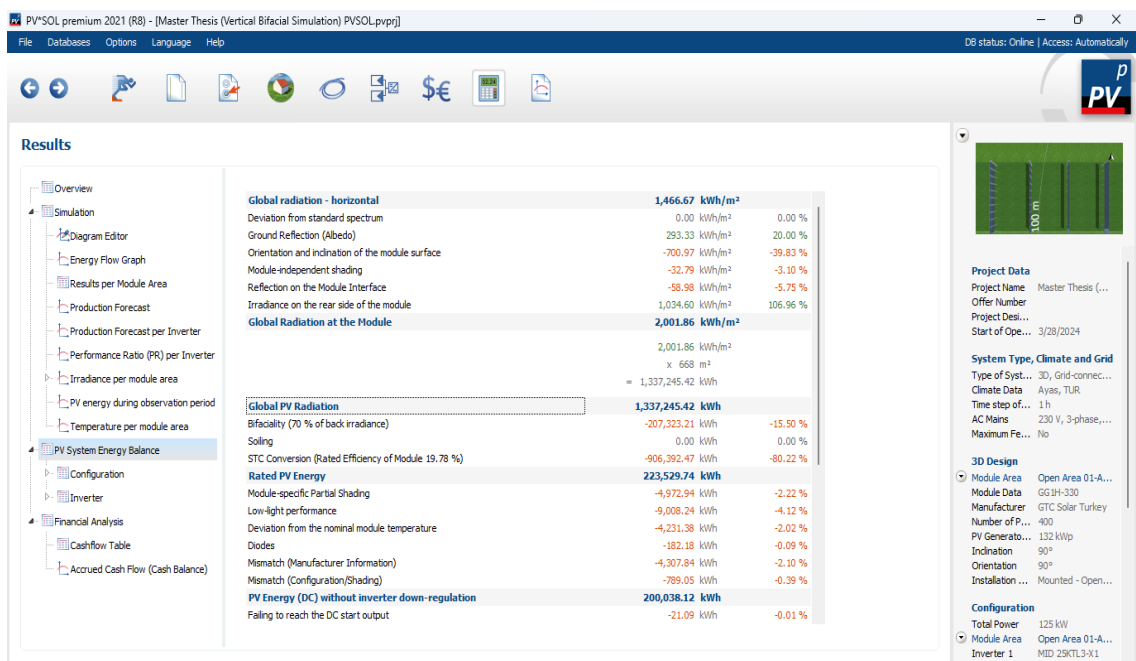 PV*SOL premium 2021 (R8) - [Master Thesis (Vertical Bifacial Simulation) PVSOL.pvprj]
File Databases Options Language Help DB status: Online | Access: Automatically
$€
p
PV
Results
Overview
Simulation
Diagram Editor
Energy Flow Graph
Results per Module Area
Production Forecast
Production Forecast per Inverter
Performance Ratio (PR) per Inverter
Irradiance per module area
PV energy during observation period
Temperature per module area
PV System Energy Balance
Configuration
Inverter
Financial Analysis
Cashflow Table
Accrued Cash Flow (Cash Balance)
Global radiation - horizontal 1,466.67 kWh/m²
Deviation from standard spectrum 0.00 kWh/m² 0.00 %
Ground Reflection (Albedo) 293.33 kWh/m² 20.00 %
Orientation and inclination of the module surface -700.97 kWh/m² -39.83 %
Module-independent shading -32.79 kWh/m² -3.10 %
Reflection on the Module Interface -58.98 kWh/m² -5.75 %
Irradiance on the rear side of the module 1,034.60 kWh/m² 106.96 %
Global Radiation at the Module 2,001.86 kWh/m²
2,001.86 kWh/m²
x 668 m²
= 1,337,245.42 kWh
Global PV Radiation 1,337,245.42 kWh
Bifaciality (70 % of back irradiance) -207,323.21 kWh -15.50 %
Soiling 0.00 kWh 0.00 %
STC Conversion (Rated Efficiency of Module 19.78 %) -906,392.47 kWh -80.22 %
Rated PV Energy 223,529.74 kWh
Module-specific Partial Shading -4,972.94 kWh -2.22 %
Low-light performance -9,008.24 kWh -4.12 %
Deviation from the nominal module temperature -4,231.38 kWh -2.02 %
Diodes -182.18 kWh -0.09 %
Mismatch (Manufacturer Information) -4,307.84 kWh -2.10 %
Mismatch (Configuration/Shading) -789.05 kWh -0.39 %
PV Energy (DC) without inverter down-regulation 200,038.12 kWh
Failing to reach the DC start output -21.09 kWh -0.01 %
100 m
Project Data
Project Name Master Thesis (...
Offer Number
Project Desi...
Start of Ope... 3/28/2024
System Type, Climate and Grid
Type of Syst... 3D, Grid-connec...
Climate Data Ayas, TUR
Time step of... 1 h
AC Mains 230 V, 3-phase,...
Maximum Fe... No
3D Design
Module Area Open Area 01-A...
Module Data GG1H-330
Manufacturer GTC Solar Turkey
Number of P... 400
PV Generato... 132 kWp
Inclination 90°
Orientation 90°
Installation ... Mounted - Open...
Configuration
Total Power 125 kW
Module Area Open Area 01-A...
Inverter 1 MID 25KTL3-X1